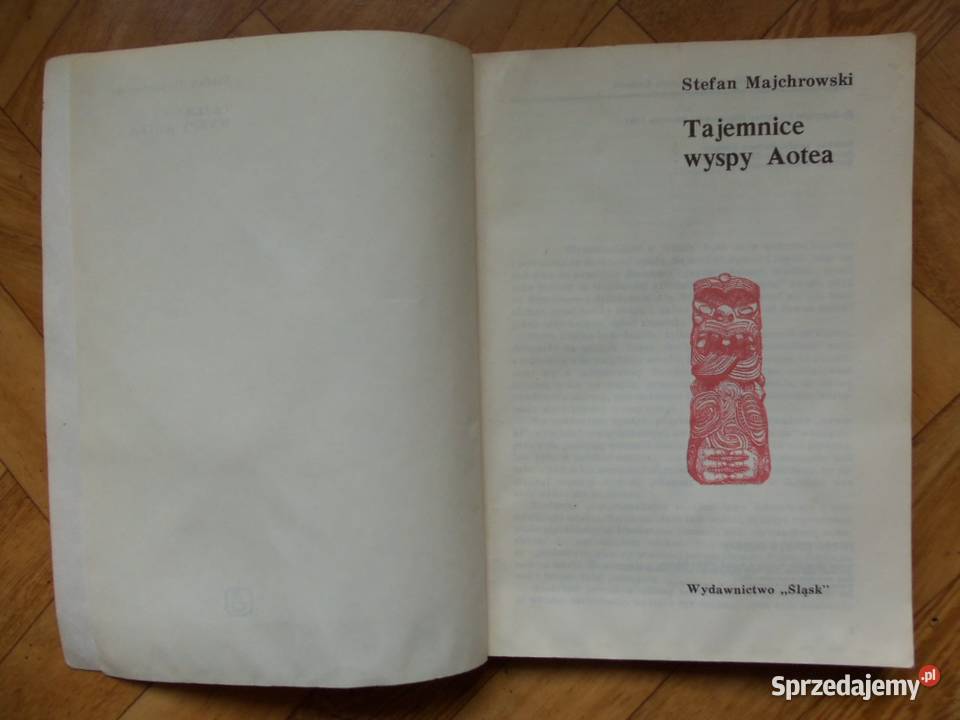 Stefan Majchrowski
Tajemnice
wyspy Aotea
Wydawnictwo „Śląsk"
Sprzedajemy.pl